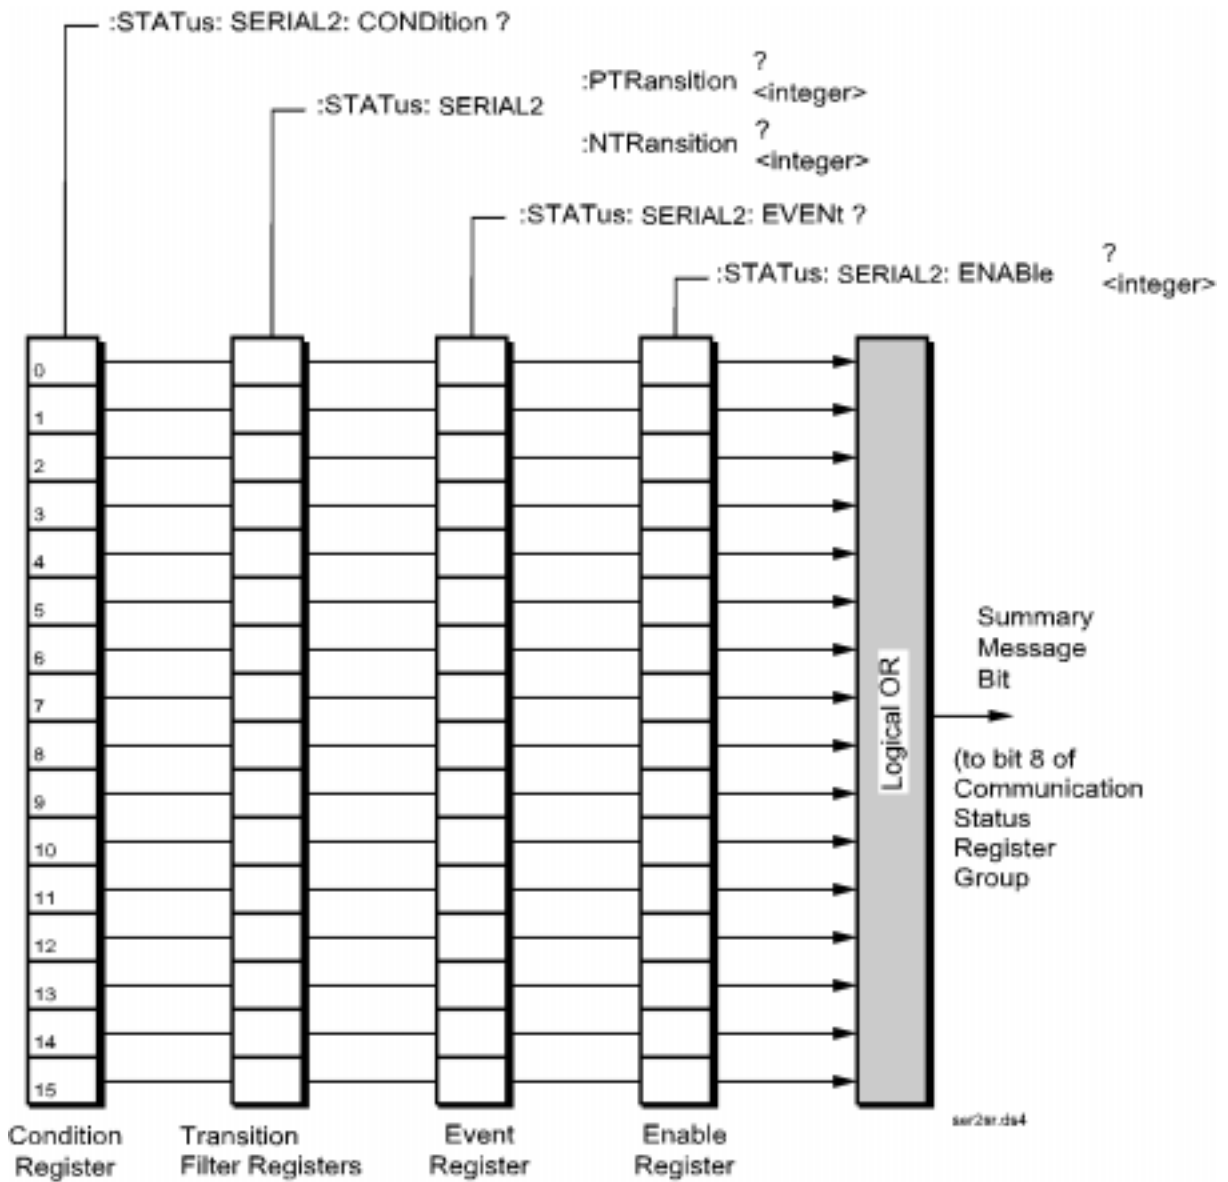 :STATus: SERIAL2: CONDition ?
?
:PTRansition <integer>
:STATus: SERIAL2
?
:NTRansition <integer>
:STATus: SERIAL2: EVENt ?
?
:STATus: SERIAL2: ENABle <integer>
0
1
2
3
4
5
6
7
8
9
10
11
12
13
14
15
Logical OR
Summary
Message
Bit
(to bit 8 of
Communication
Status
Register
Group
ser2sr.ds4
Condition
Register
Transition
Filter Registers
Event
Register
Enable
Register